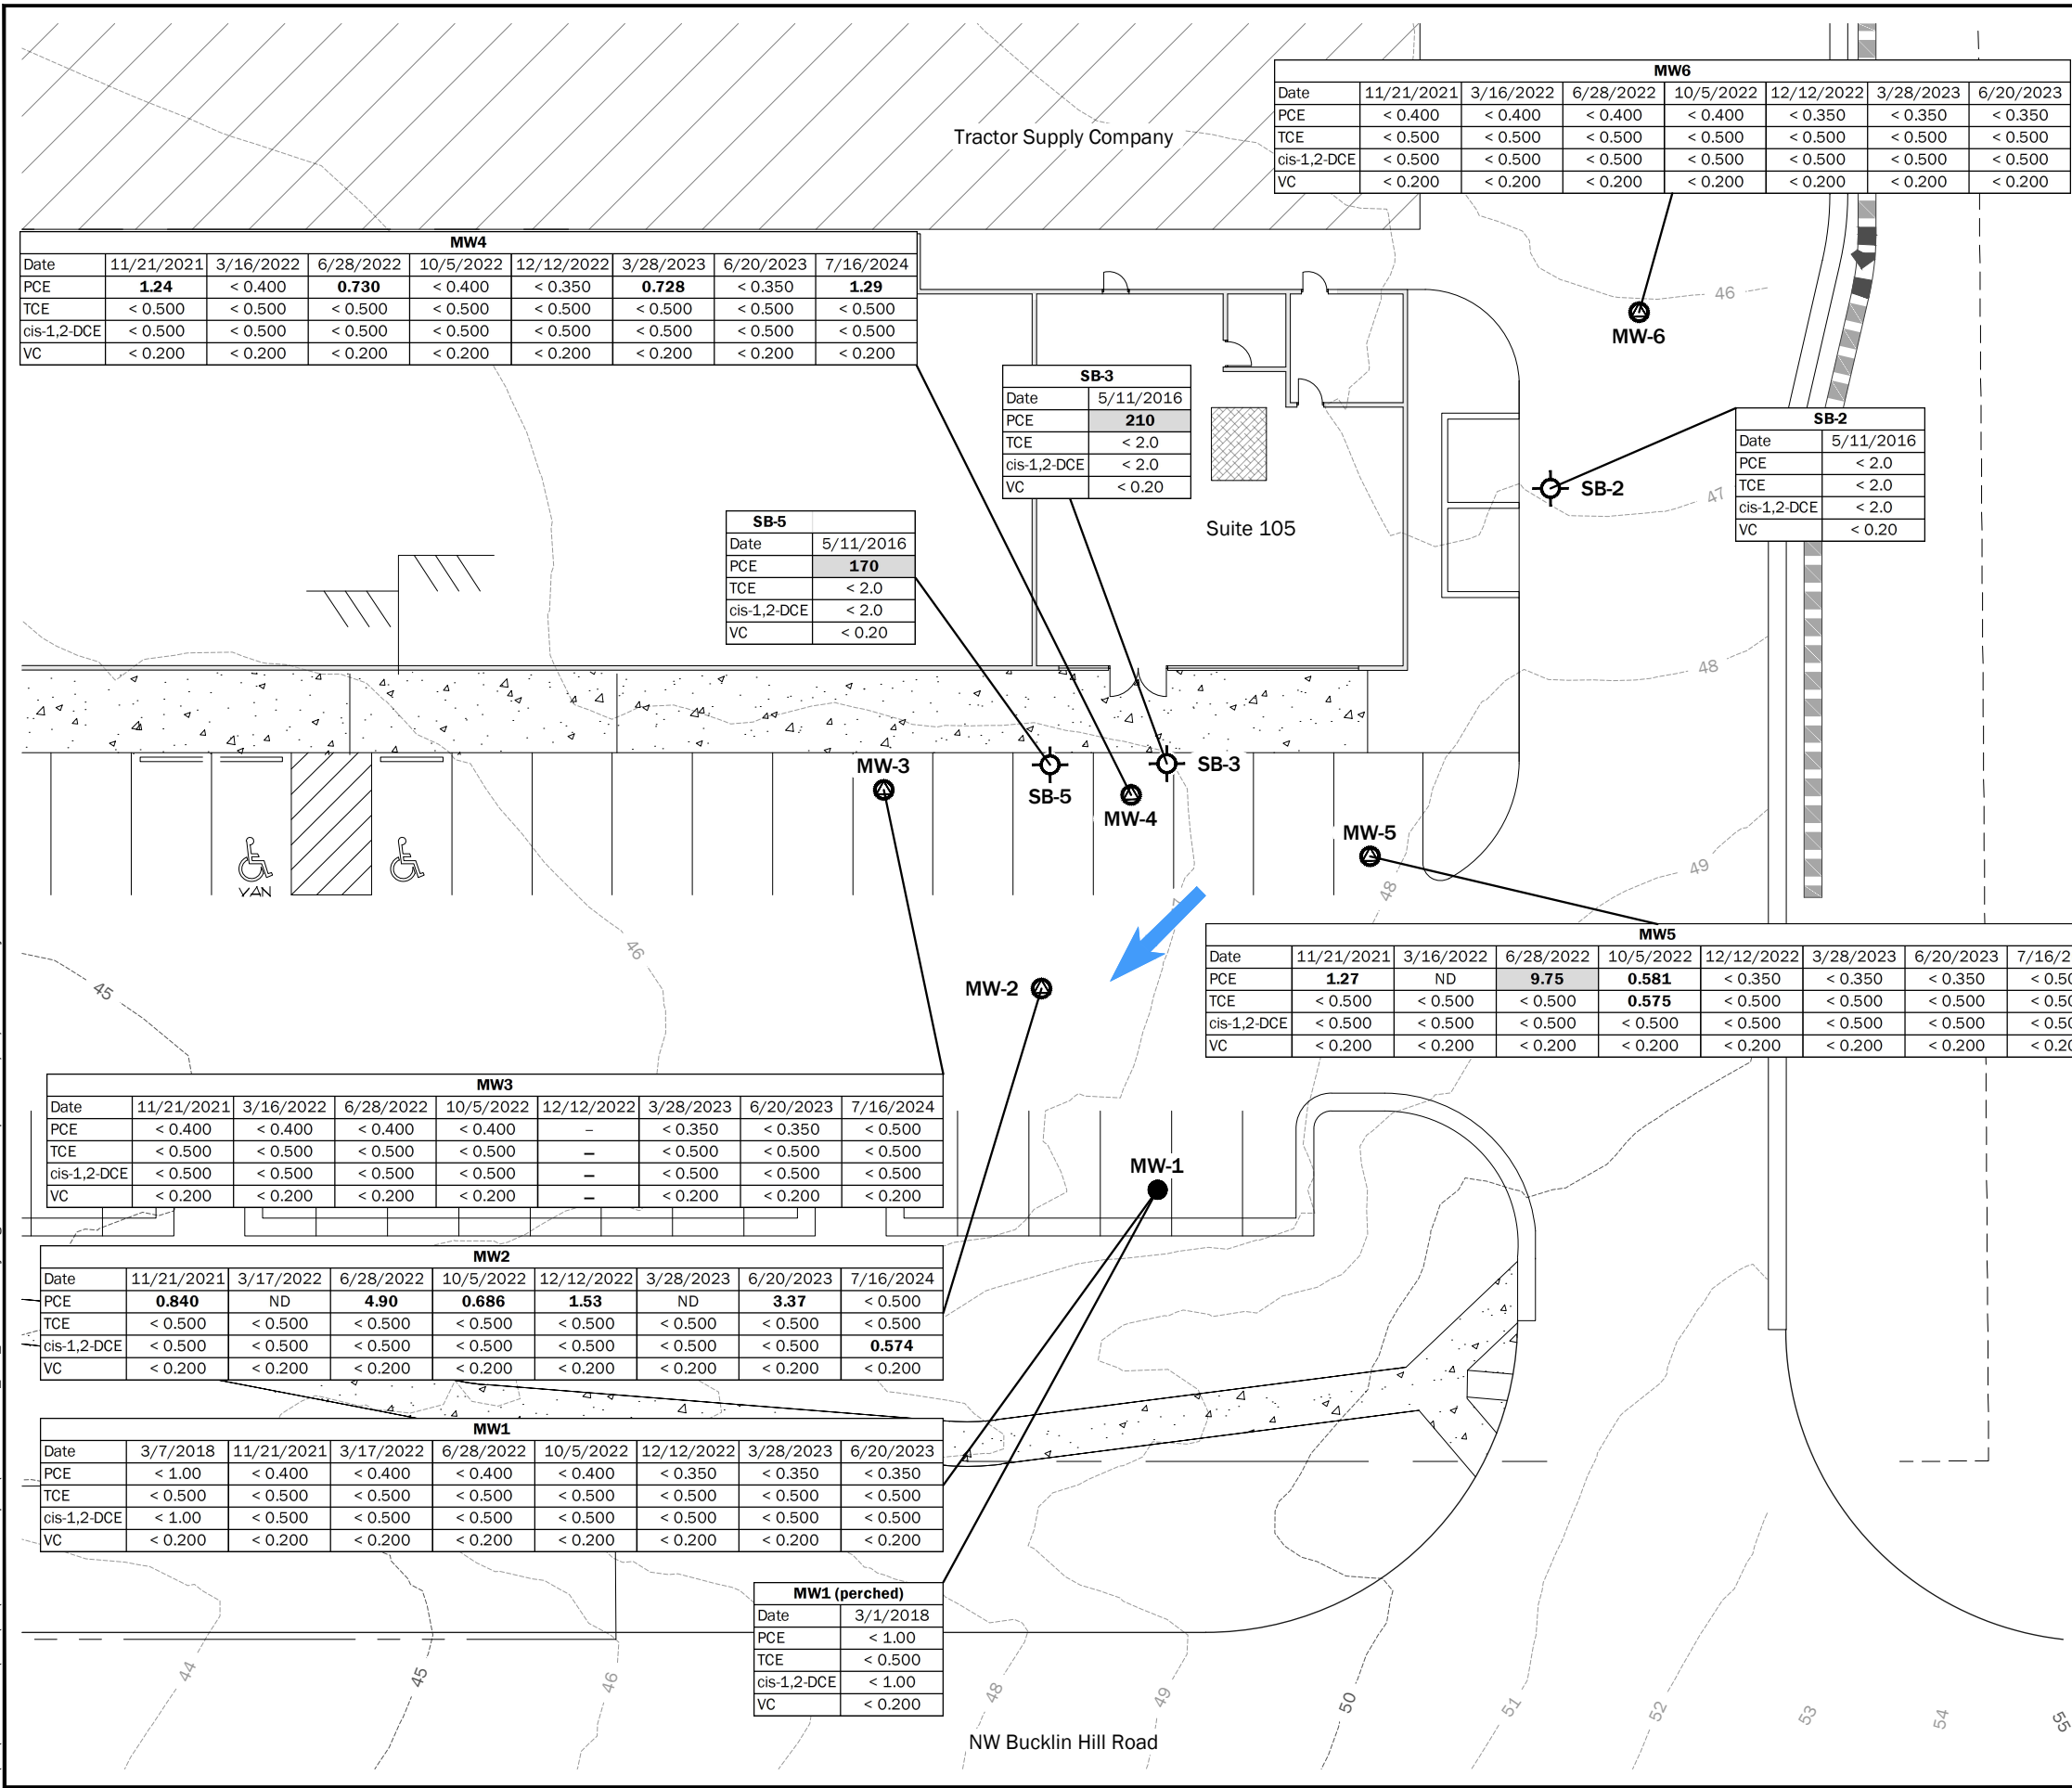 MW6
Date 11/21/2021 3/16/2022 6/28/2022 10/5/2022 12/12/2022 3/28/2023 6/20/2023
PCE < 0.400 < 0.400 < 0.400 < 0.400 < 0.350 < 0.350 < 0.350
TCE < 0.500 < 0.500 < 0.500 < 0.500 < 0.500 < 0.500 < 0.500
cis-1,2-DCE < 0.500 < 0.500 < 0.500 < 0.500 < 0.500 < 0.500 < 0.500
VC < 0.200 < 0.200 < 0.200 < 0.200 < 0.200 < 0.200 < 0.200
Tractor Supply Company
MW4
Date 11/21/2021 3/16/2022 6/28/2022 10/5/2022 12/12/2022 3/28/2023 6/20/2023 7/16/2024
PCE 1.24 < 0.400 0.730 < 0.400 < 0.350 0.728 < 0.350 1.29
TCE < 0.500 < 0.500 < 0.500 < 0.500 < 0.500 < 0.500 < 0.500 < 0.500
cis-1,2-DCE < 0.500 < 0.500 < 0.500 < 0.500 < 0.500 < 0.500 < 0.500 < 0.500
VC < 0.200 < 0.200 < 0.200 < 0.200 < 0.200 < 0.200 < 0.200 < 0.200
46
MW-6
SB-3
Date 5/11/2016
PCE 210
TCE < 2.0
cis-1,2-DCE < 2.0
VC < 0.20
SB-2
Date 5/11/2016
PCE < 2.0
TCE < 2.0
cis-1,2-DCE < 2.0
VC < 0.20
SB-2
47
Suite 105
SB-5
Date 5/11/2016
PCE 170
TCE < 2.0
cis-1,2-DCE < 2.0
VC < 0.20
48
MW-3
SB-5
MW-4
SB-3
MW-5
49
48
VAN
46
45
MW-2
MW5
Date 11/21/2021 3/16/2022 6/28/2022 10/5/2022 12/12/2022 3/28/2023 6/20/2023 7/16/2
PCE 1.27 ND 9.75 0.581 < 0.350 < 0.350 < 0.350 < 0.50
TCE < 0.500 < 0.500 < 0.500 0.575 < 0.500 < 0.500 < 0.500 < 0.50
cis-1,2-DCE < 0.500 < 0.500 < 0.500 < 0.500 < 0.500 < 0.500 < 0.500 < 0.50
VC < 0.200 < 0.200 < 0.200 < 0.200 < 0.200 < 0.200 < 0.200 < 0.20
MW3
Date 11/21/2021 3/16/2022 6/28/2022 10/5/2022 12/12/2022 3/28/2023 6/20/2023 7/16/2024
PCE < 0.400 < 0.400 < 0.400 < 0.400 – < 0.350 < 0.350 < 0.500
TCE < 0.500 < 0.500 < 0.500 < 0.500 – < 0.500 < 0.500 < 0.500
cis-1,2-DCE < 0.500 < 0.500 < 0.500 < 0.500 – < 0.500 < 0.500 < 0.500
VC < 0.200 < 0.200 < 0.200 < 0.200 – < 0.200 < 0.200 < 0.200
MW-1
MW2
Date 11/21/2021 3/17/2022 6/28/2022 10/5/2022 12/12/2022 3/28/2023 6/20/2023 7/16/2024
PCE 0.840 ND 4.90 0.686 1.53 ND 3.37 < 0.500
TCE < 0.500 < 0.500 < 0.500 < 0.500 < 0.500 < 0.500 < 0.500 < 0.500
cis-1,2-DCE < 0.500 < 0.500 < 0.500 < 0.500 < 0.500 < 0.500 < 0.500 0.574
VC < 0.200 < 0.200 < 0.200 < 0.200 < 0.200 < 0.200 < 0.200 < 0.200
MW1
Date 3/7/2018 11/21/2021 3/17/2022 6/28/2022 10/5/2022 12/12/2022 3/28/2023 6/20/2023
PCE < 1.00 < 0.400 < 0.400 < 0.400 < 0.400 < 0.350 < 0.350 < 0.350
TCE < 0.500 < 0.500 < 0.500 < 0.500 < 0.500 < 0.500 < 0.500 < 0.500
cis-1,2-DCE < 1.00 < 0.500 < 0.500 < 0.500 < 0.500 < 0.500 < 0.500 < 0.500
VC < 0.200 < 0.200 < 0.200 < 0.200 < 0.200 < 0.200 < 0.200 < 0.200
MW1 (perched)
Date 3/1/2018
PCE < 1.00
TCE < 0.500
cis-1,2-DCE < 1.00
VC < 0.200
44
45
46
48
49
50
51
52
53
54
55
NW Bucklin Hill Road